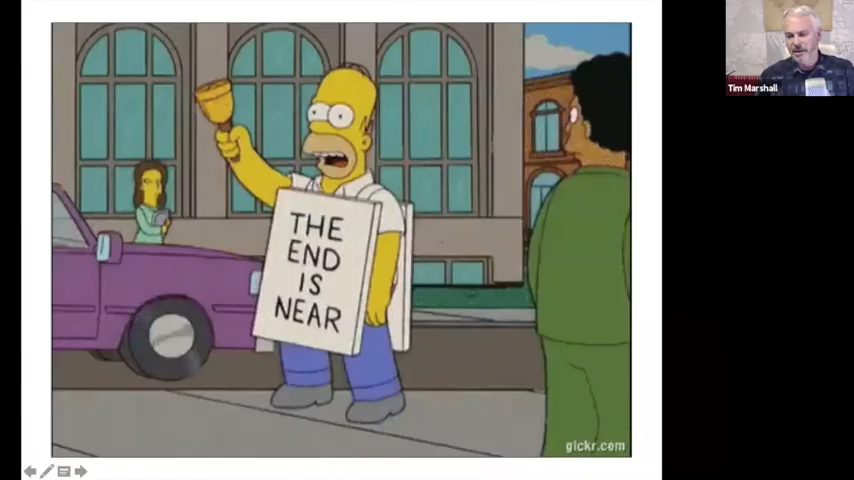 THE
END
IS
NEAR
Tim Marshall
gickr.com